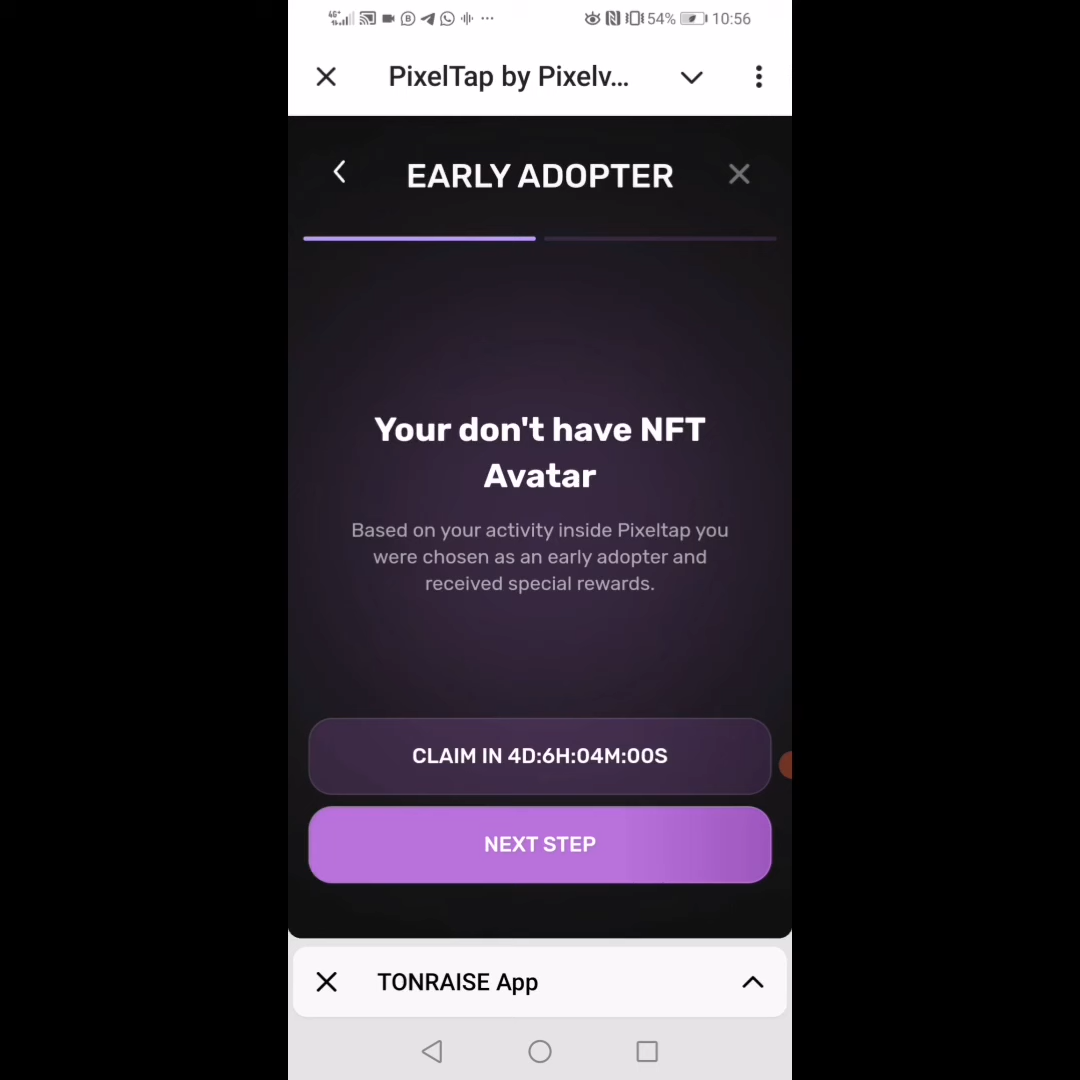 4G+ 54% 10:56
PixelTap by Pixelv...
EARLY ADOPTER
Your don't have NFT
Avatar
Based on your activity inside Pixeltap you
were chosen as an early adopter and
received special rewards.
CLAIM IN 4D:6H:04M:00S
NEXT STEP
TONRAISE App